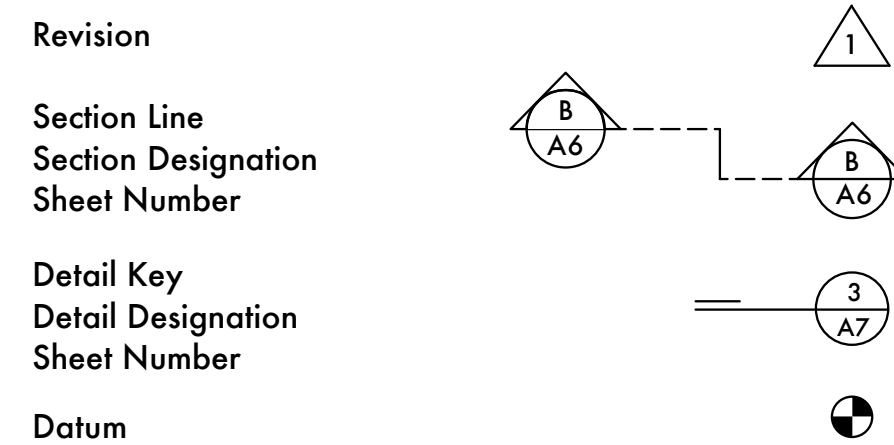 Revision
1
Section Line
Section Designation
Sheet Number
B
A6
B
A6
Detail Key
Detail Designation
Sheet Number
3
A7
Datum